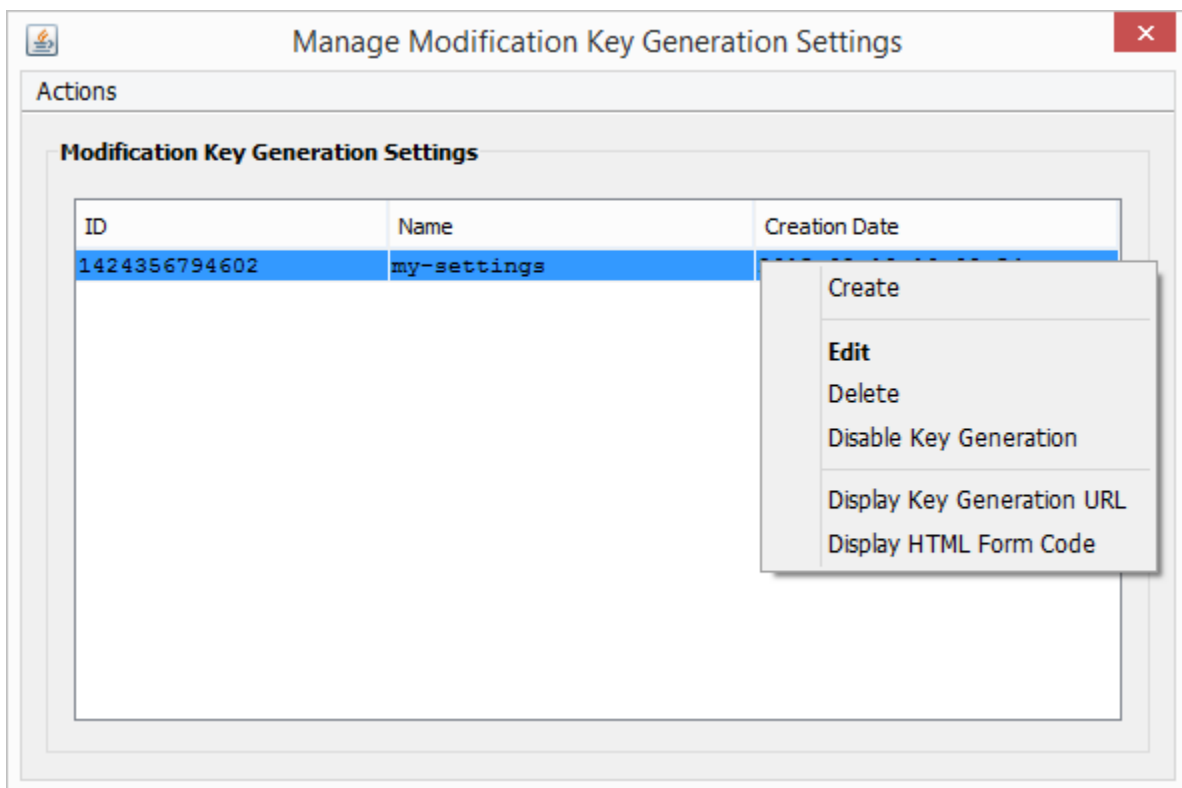 Manage Modification Key Generation Settings
Actions
Modification Key Generation Settings
ID Name Creation Date
1424356794602 my-settings
Create
Edit
Delete
Disable Key Generation
Display Key Generation URL
Display HTML Form Code